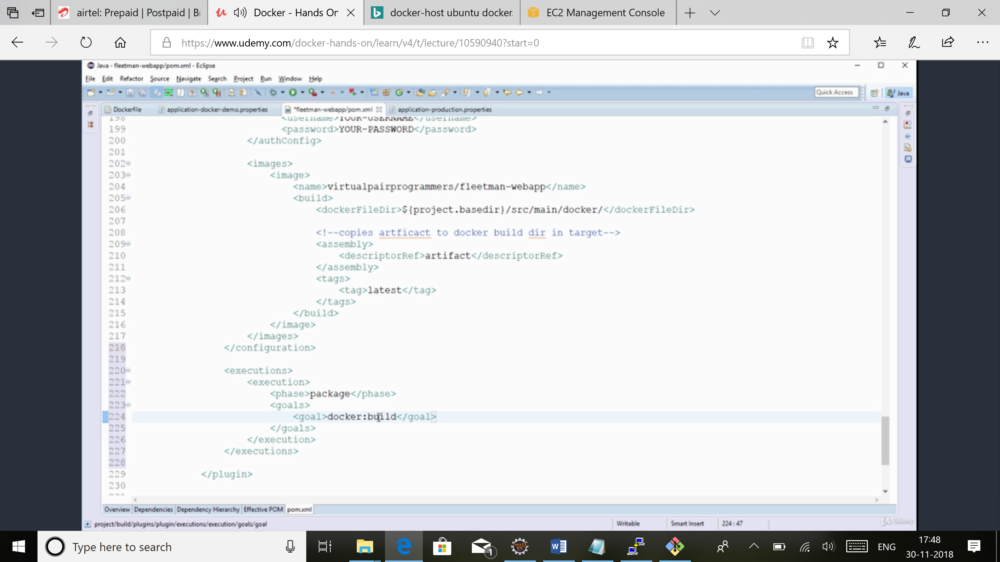 airtel: Prepaid | Postpaid | B
Docker - Hands Or
docker-host ubuntu docker.
EC2 Management Console
https://www.udemy.com/docker-hands-on/learn/v4/t/lecture/10590940?start=0
Java - fleetman-webapp/pom.xml - Eclipse
File Edit Refactor Source Navigate Search Project Run Window Help
Quick Access
Java
Dockerfile
application-docker-demo.properties
*fleetman-webapp/pom.xml
application-production.properties
198 <username>YOUR-USERNAME</username>
199 <password>YOUR-PASSWORD</password>
200 </authConfig>
201
202 <images>
203 <image>
204 <name>virtualpairprogrammers/fleetman-webapp</name>
205 <build>
206 <dockerFileDir>${project.basedir}/src/main/docker/</dockerFileDir>
207
208 <!--copies artficact to docker build dir in target-->
209 <assembly>
210 <descriptorRef>artifact</descriptorRef>
211 </assembly>
212 <tags>
213 <tag>latest</tag>
214 </tags>
215 </build>
216 </image>
217 </images>
218 </configuration>
219
220 <executions>
221 <execution>
222 <phase>package</phase>
223 <goals>
224 <goal>docker:build</goal>
225 </goals>
226 </execution>
227 </executions>
228
229 </plugin>
230
Overview Dependencies Dependency Hierarchy Effective POM pom.xml
project/build/plugins/plugin/executions/execution/goals/goal
Writable
Smart Insert
224 : 47
Udemy
Type here to search
1
Java EE
IDE
ENG
17:48
30-11-2018